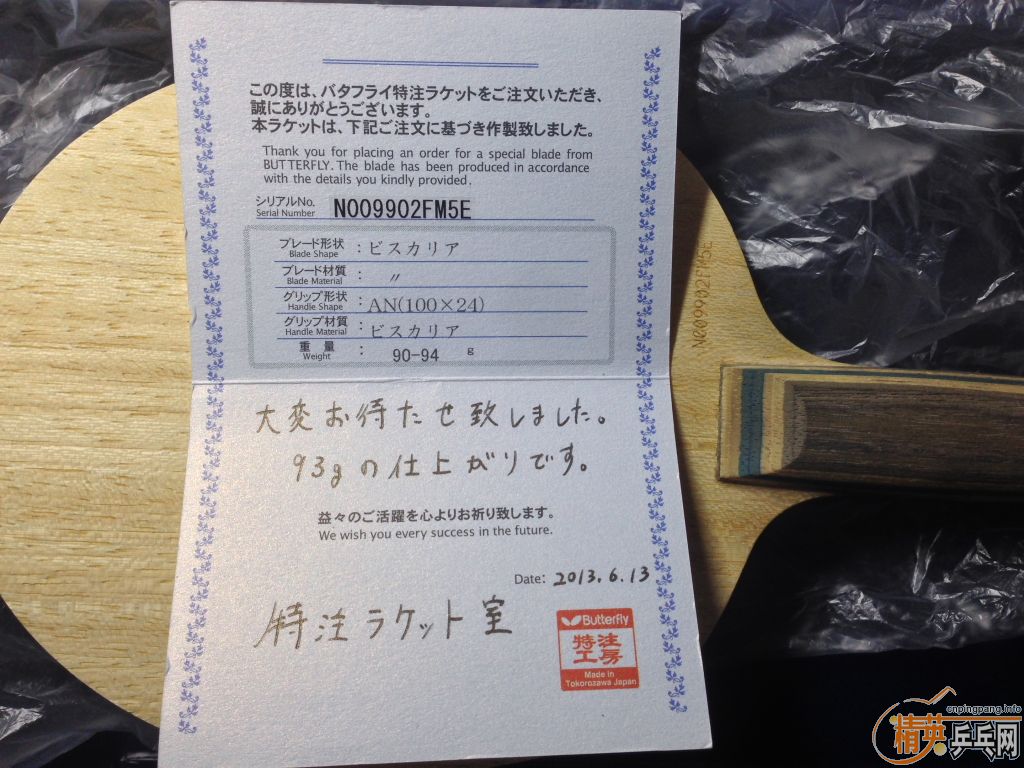 この度は、バタフライ特注ラケットをご注文いただき、
誠にありがとうございます。
本ラケットは、下記ご注文に基づき作製致しました。
Thank you for placing an order for a special blade from
BUTTERFLY. The blade has been produced in accordance
with the details you kindly provided.
シリアルNo.
Serial Number
N009902FM5E
ブレード形状
Blade Shape
：ビスカリア
ブレード材質
Blade Material
：〃
グリップ形状
Handle Shape
：AN(100×24)
グリップ材質
Handle Material
：ビスカリア
重量
Weight
：90-94 g
大変お待たせ致しました。
93gの仕上がりです。
益々のご活躍を心よりお祈り致します。
We wish you every success in the future.
Date: 2013.6.13
特注ラケット室
Butterfly
特注
工房
Made in
Tokorozawa Japan
N009902FM5E
cnpingpang.info
精英乒乓网